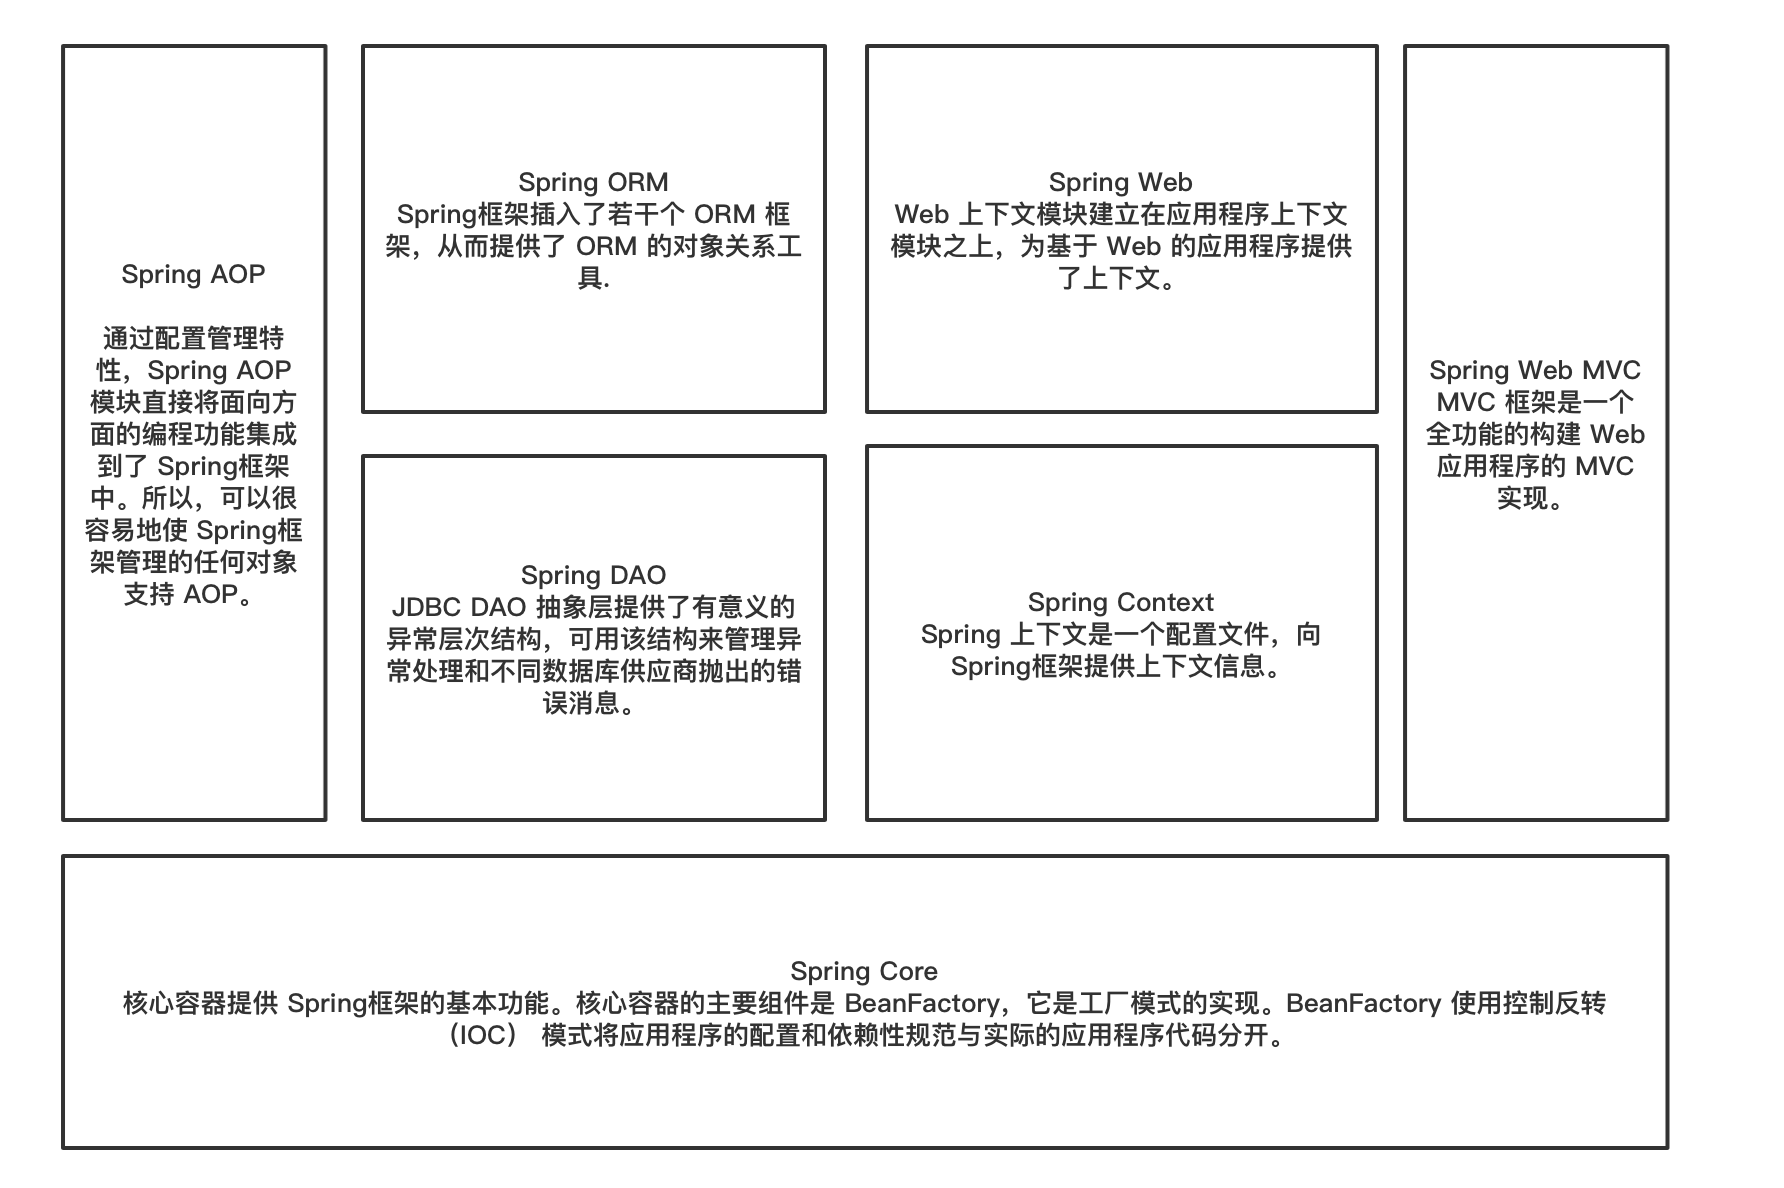 Spring AOP
通过配置管理特
性，Spring AOP
模块直接将面向方
面的编程功能集成
到了 Spring框架
中。所以，可以很
容易地使 Spring框
架管理的任何对象
支持 AOP。
Spring ORM
Spring框架插入了若干个 ORM 框
架，从而提供了 ORM 的对象关系工
具.
Spring Web
Web 上下文模块建立在应用程序上下文
模块之上，为基于 Web 的应用程序提供
了上下文。
Spring DAO
JDBC DAO 抽象层提供了有意义的
异常层次结构，可用该结构来管理异
常处理和不同数据库供应商抛出的错
误消息。
Spring Context
Spring 上下文是一个配置文件，向
Spring框架提供上下文信息。
Spring Web MVC
MVC 框架是一个
全功能的构建 Web
应用程序的 MVC
实现。
Spring Core
核心容器提供 Spring框架的基本功能。核心容器的主要组件是 BeanFactory，它是工厂模式的实现。BeanFactory 使用控制反转
（IOC） 模式将应用程序的配置和依赖性规范与实际的应用程序代码分开。